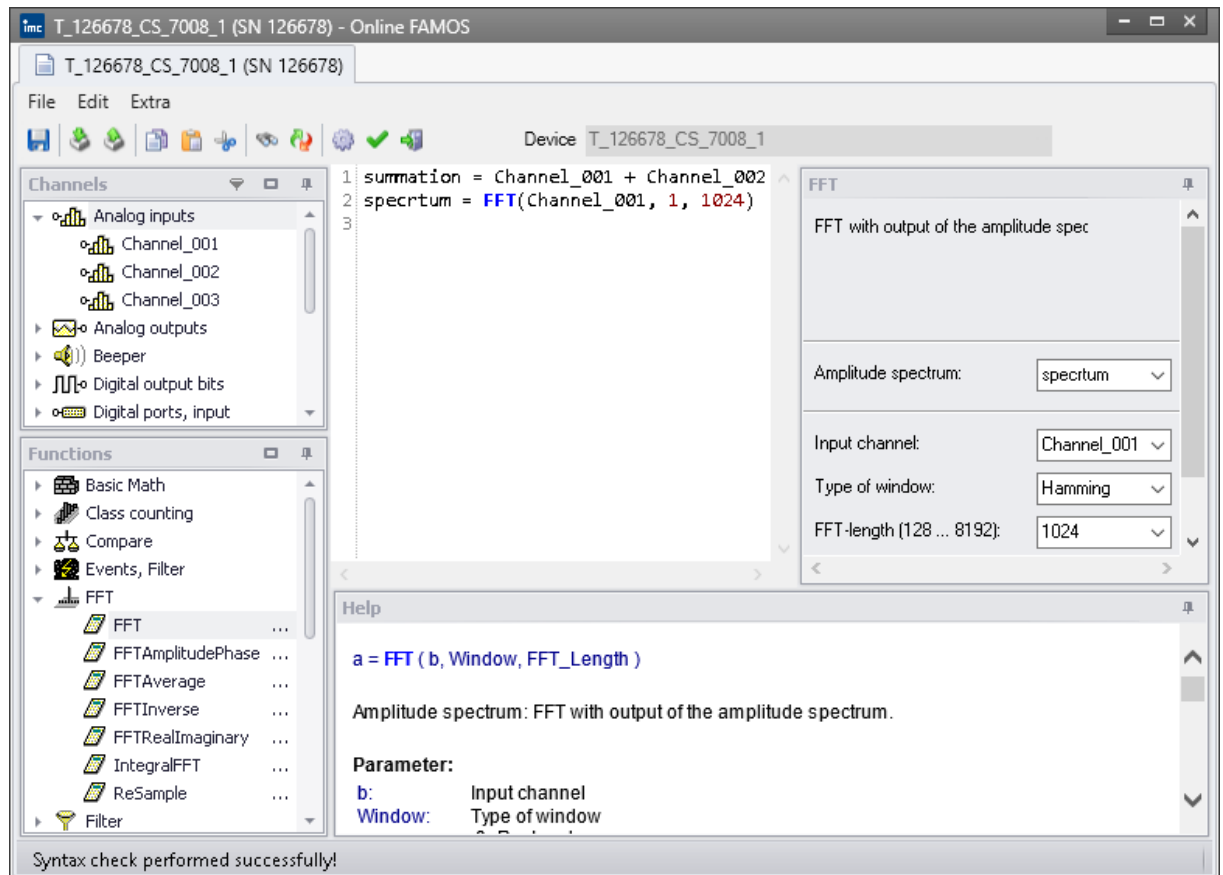 imc T_126678_CS_7008_1 (SN 126678) - Online FAMOS
T_126678_CS_7008_1 (SN 126678)
File Edit Extra
Device T_126678_CS_7008_1
Channels
Analog inputs
Channel_001
Channel_002
Channel_003
Analog outputs
Beeper
Digital output bits
Digital ports, input
Functions
Basic Math
Class counting
Compare
Events, Filter
FFT
FFT ...
FFTAmplitudePhase ...
FFTAverage ...
FFTInverse ...
FFTRealImaginary ...
IntegralFFT ...
ReSample ...
Filter
1 summation = Channel_001 + Channel_002
2 specrtum = FFT(Channel_001, 1, 1024)
3
FFT
FFT with output of the amplitude spec
Amplitude spectrum: specrtum
Input channel: Channel_001
Type of window: Hamming
FFT-length (128 ... 8192): 1024
Help
a = FFT ( b, Window, FFT_Length )
Amplitude spectrum: FFT with output of the amplitude spectrum.
Parameter:
b: Input channel
Window: Type of window
Syntax check performed successfully!